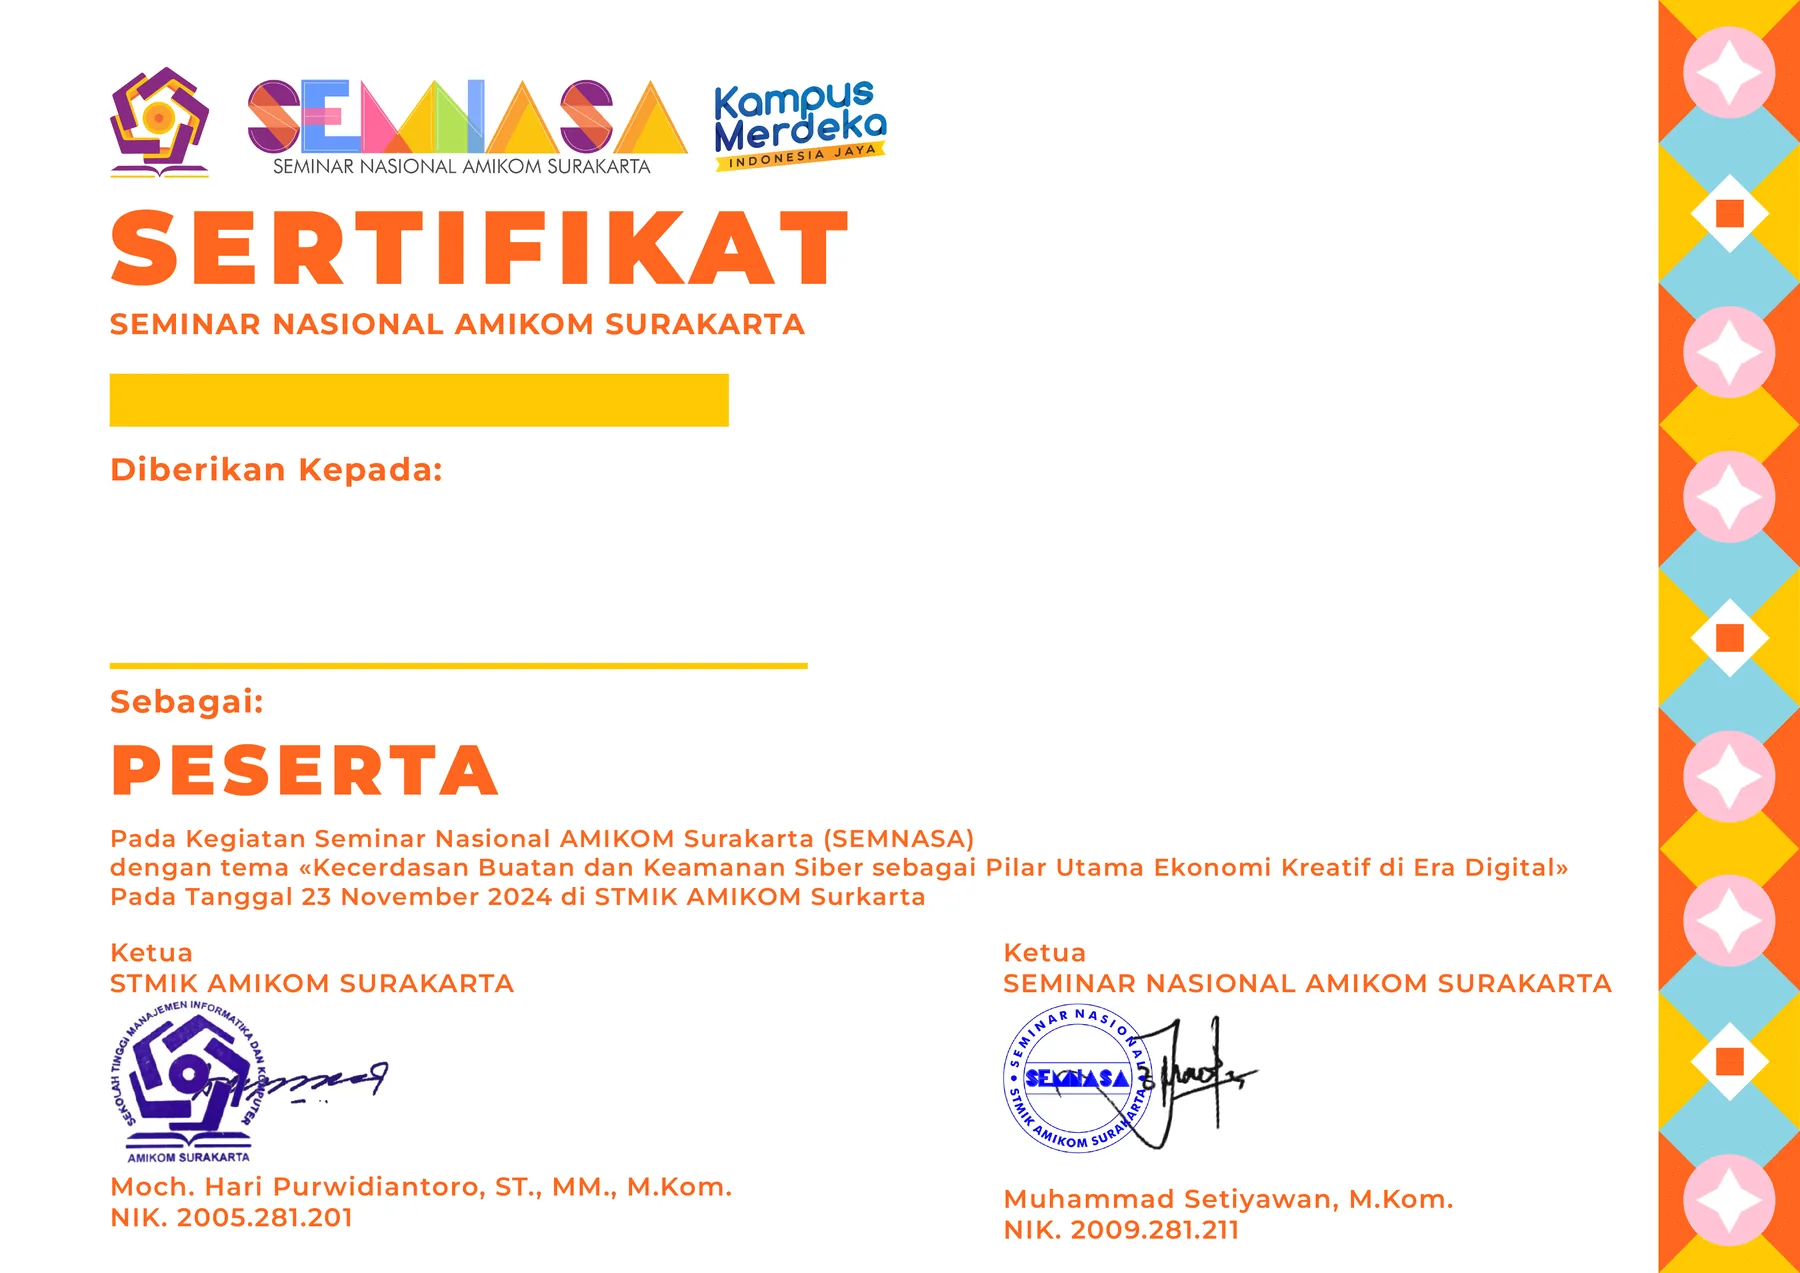 SEMNASA
SEMINAR NASIONAL AMIKOM SURAKARTA
Kampus
Merdeka
INDONESIA JAYA
SERTIFIKAT
SEMINAR NASIONAL AMIKOM SURAKARTA
Diberikan Kepada:
Sebagai:
PESERTA
Pada Kegiatan Seminar Nasional AMIKOM Surakarta (SEMNASA)
dengan tema «Kecerdasan Buatan dan Keamanan Siber sebagai Pilar Utama Ekonomi Kreatif di Era Digital»
Pada Tanggal 23 November 2024 di STMIK AMIKOM Surkarta
Ketua
STMIK AMIKOM SURAKARTA
SEKOLAH TINGGI MANAJEMEN INFORMATIKA DAN KOMPUTER
AMIKOM SURAKARTA
Moch. Hari Purwidiantoro, ST., MM., M.Kom.
NIK. 2005.281.201
Ketua
SEMINAR NASIONAL AMIKOM SURAKARTA
• SEMINAR NASIONAL •
SEMNASA
STMIK AMIKOM SURAKARTA
Muhammad Setiyawan, M.Kom.
NIK. 2009.281.211